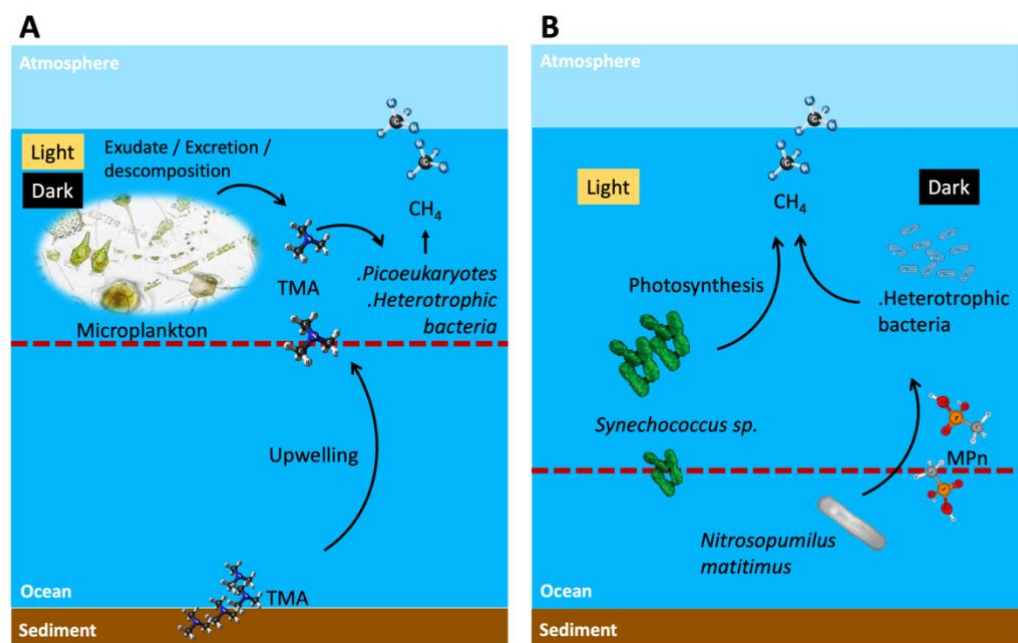 A
Atmosphere
Light
Dark
Exudate / Excretion /
descomposition
CH₄
TMA
.Picoeukaryotes
.Heterotrophic
bacteria
Microplankton
Upwelling
TMA
Ocean
Sediment
B
Atmosphere
Light
Dark
CH₄
Photosynthesis
.Heterotrophic
bacteria
Synechococcus sp.
MPn
Nitrosopumilus
matitimus
Ocean
Sediment